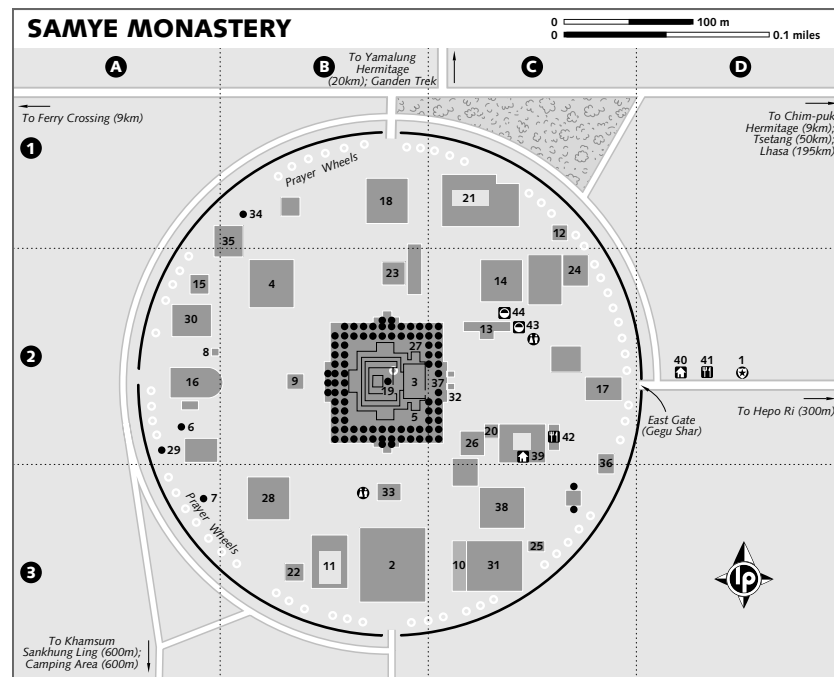 SAMYE MONASTERY
0 100 m
0 0.1 miles
A B C D
To Yamalung
Hermitage
(20km); Ganden Trek
To Ferry Crossing (9km)
To Chim-puk
Hermitage (9km);
Tsetang (50km);
Lhasa (195km)
1
Prayer Wheels
18
21
34
12
35
23
14
24
15
4
30
44
43
13
27
8
2
40 41 1
16
9
19
3
37
17
32
5
To Hepo Ri (300m)
East Gate
(Gegu Shar)
6
20
42
26
29
39
36
7
28
33
38
Prayer Wheels
25
3
22
11
2
10
31
lp
To Khamsum
Sankhung Ling (600m);
Camping Area (600m)